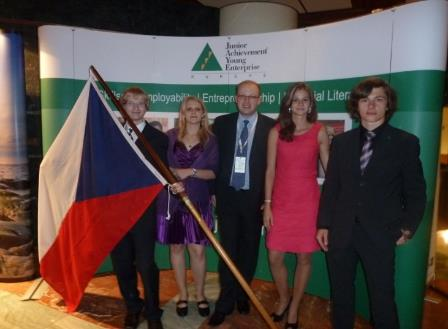 Junior
Achievement
Young
Enterprise
EUROPE
Employability | Entrepreneurship | Financial Literacy